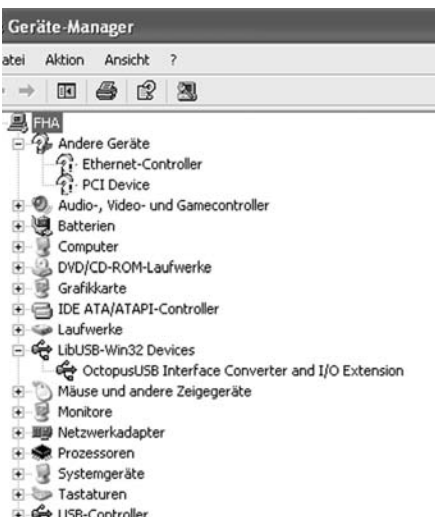 Geräte-Manager
atei Aktion Ansicht ?
FHA
Andere Geräte
Ethernet-Controller
PCI Device
Audio-, Video- und Gamecontroller
Batterien
Computer
DVD/CD-ROM-Laufwerke
Grafikkarte
IDE ATA/ATAPI-Controller
Laufwerke
LibUSB-Win32 Devices
OctopusUSB Interface Converter and I/O Extension
Mäuse und andere Zeigegeräte
Monitore
Netzwerkadapter
Prozessoren
Systemgeräte
Tastaturen
USB-Controller